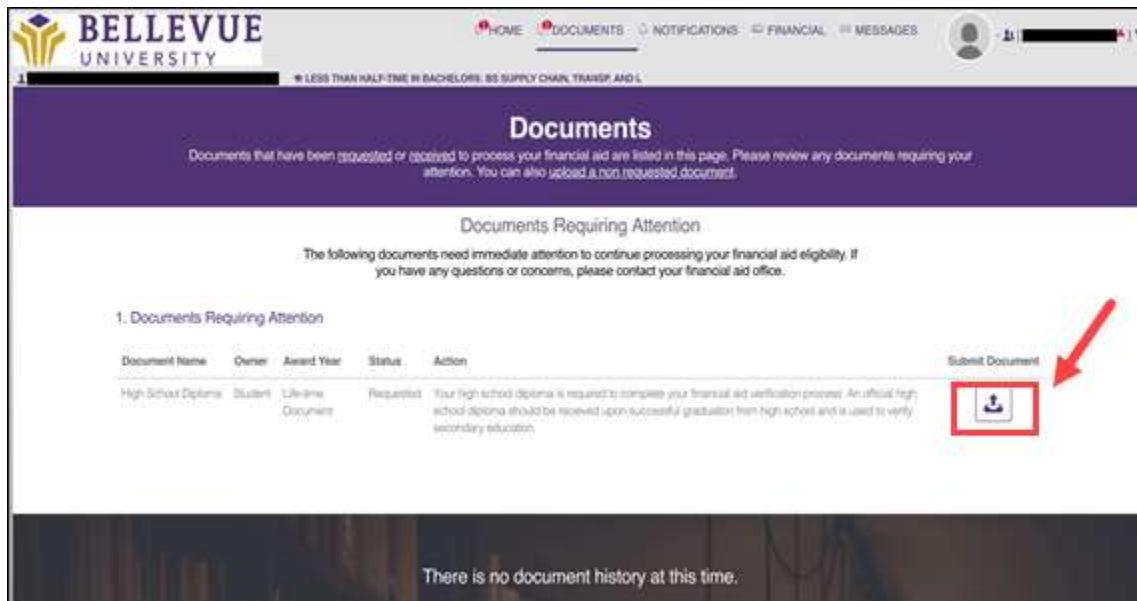 BELLEVUE
UNIVERSITY
HOME DOCUMENTS NOTIFICATIONS FINANCIAL MESSAGES
LESS THAN HALF-TIME IN BACHELORS: BS SUPPLY CHAIN, TRANSP, AND L
Documents
Documents that have been requested or received to process your financial aid are listed in this page. Please review any documents requiring your
attention. You can also upload a non requested document.
Documents Requiring Attention
The following documents need immediate attention to continue processing your financial aid eligibility. If
you have any questions or concerns, please contact your financial aid office.
1. Documents Requiring Attention
Document Name Owner Award Year Status Action Submit Document
High School Diploma Student Life-time Requested Your high school diploma is required to complete your financial aid verification process. An official high
Document school diploma should be received upon successful graduation from high school and is used to verify
secondary education.
There is no document history at this time.